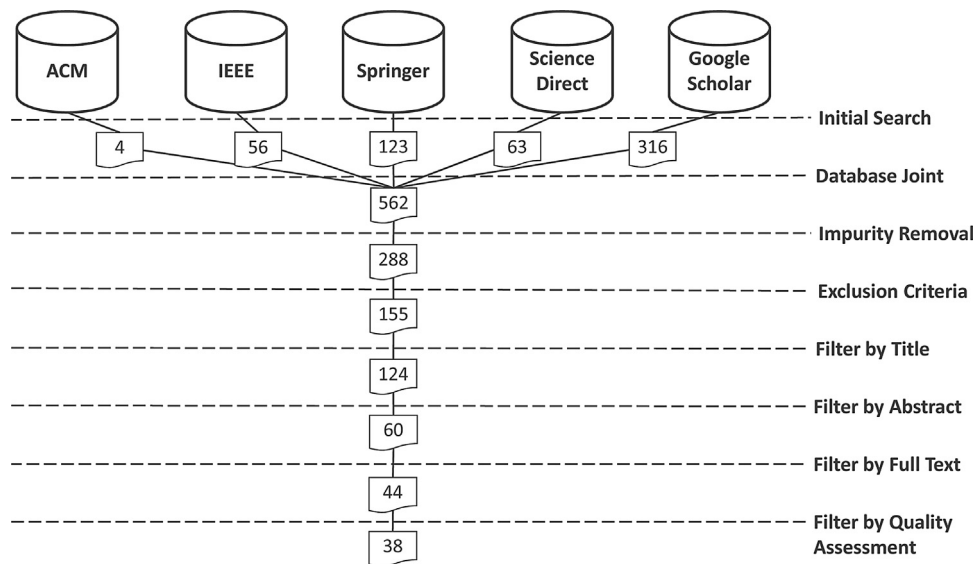 ACM
IEEE
Springer
Science
Direct
Google
Scholar
Initial Search
4
56
123
63
316
Database Joint
562
Impurity Removal
288
Exclusion Criteria
155
Filter by Title
124
Filter by Abstract
60
Filter by Full Text
44
Filter by Quality
Assessment
38